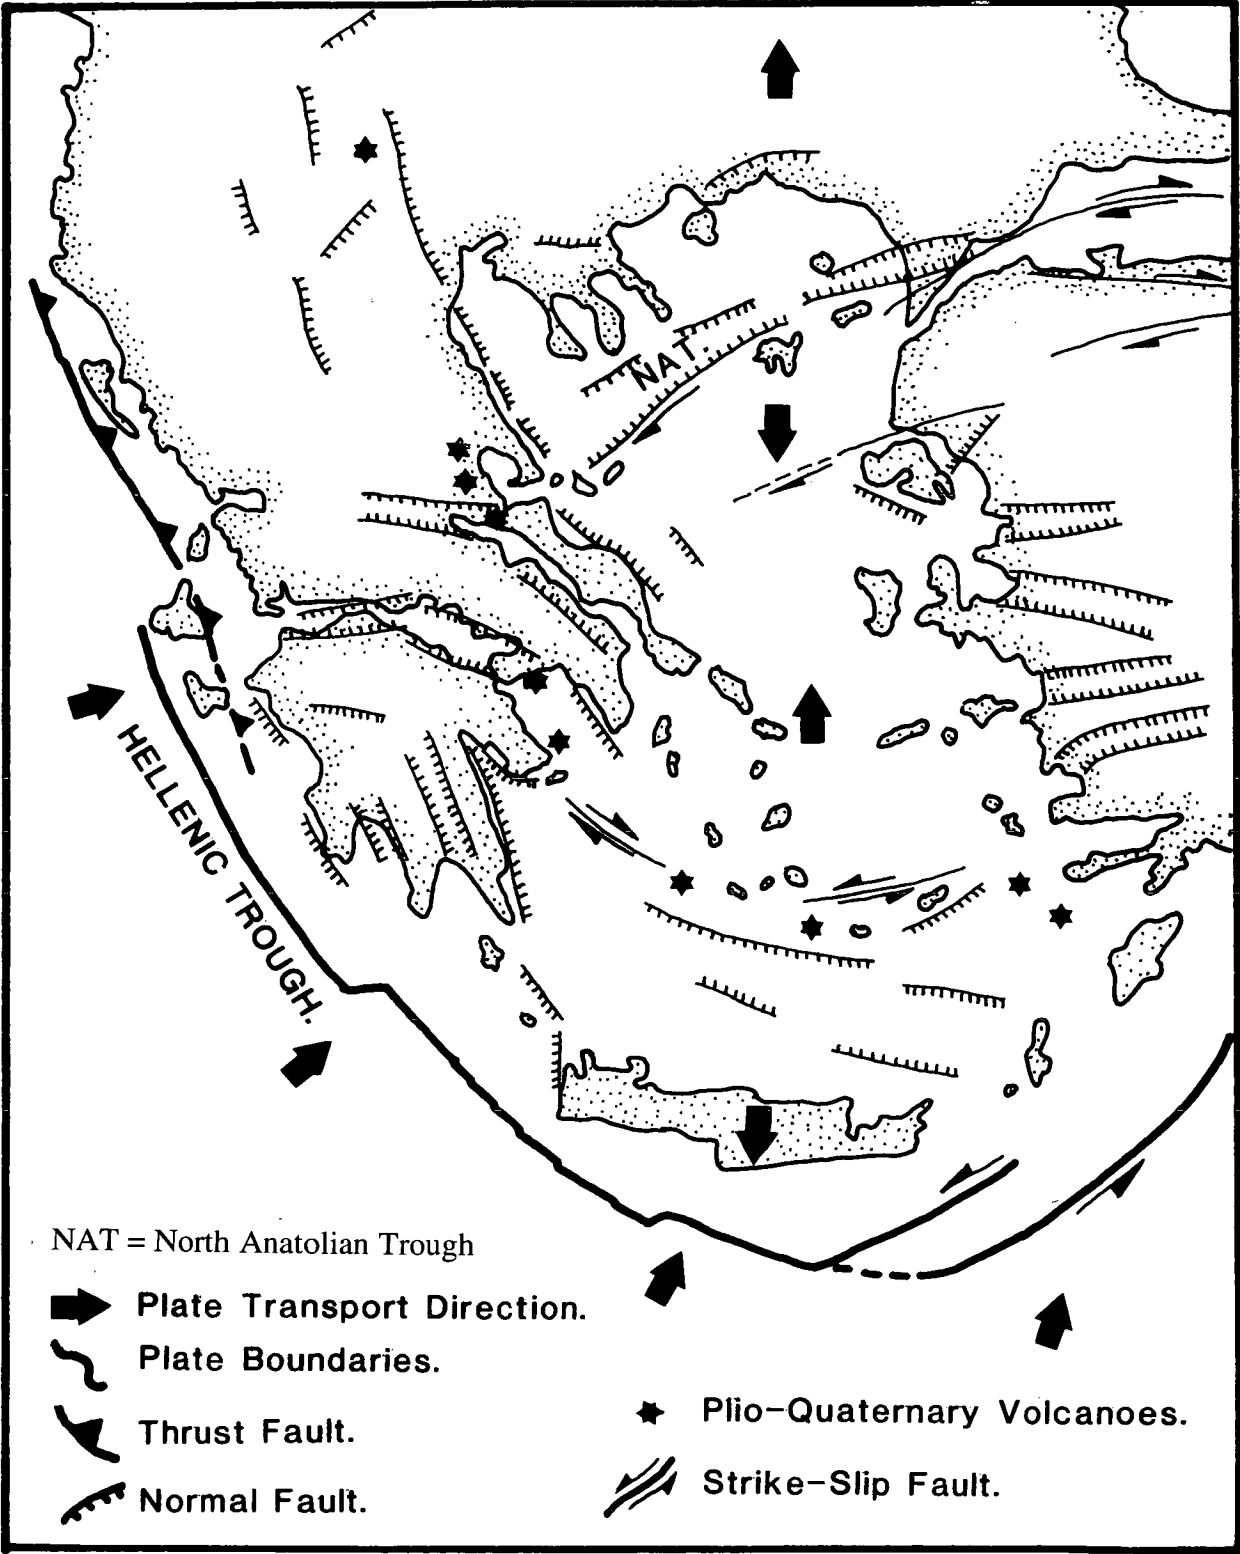 NAT.
HELLENIC TROUGH.
NAT = North Anatolian Trough
Plate Transport Direction.
Plate Boundaries.
Thrust Fault.
Normal Fault.
Plio-Quaternary Volcanoes.
Strike-Slip Fault.